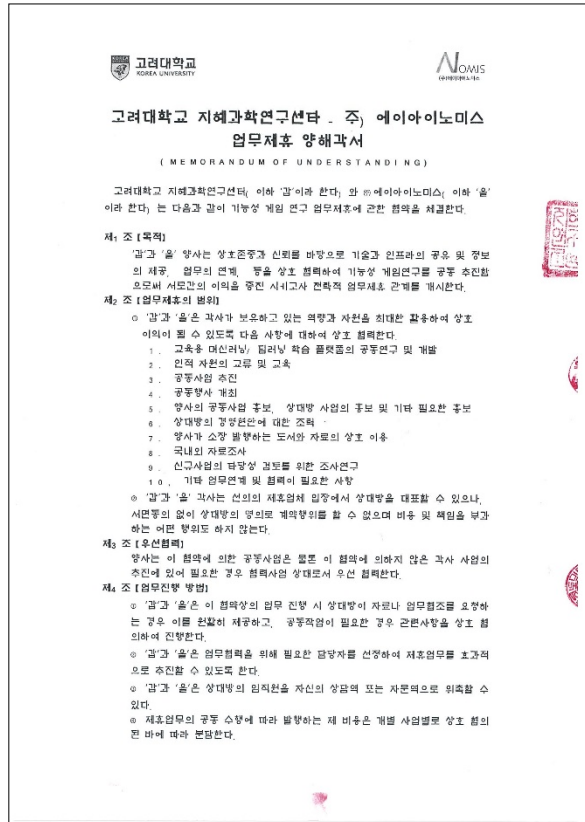 고려대학교
KOREA UNIVERSITY
NOMIS
(주)에이아이노미스
고려대학교 지혜과학연구센타 - 주) 에이아이노미스
업무제휴 양해각서
( MEMORANDUM OF UNDERSTANDING)
고려대학교 지혜과학연구센터( 이하 '갑'이라 한다) 와 ㈜에이아이노미스( 이하 '을'
이라 한다) 는 다음과 같이 기능성 게임 연구 업무제휴에 관한 협약을 체결한다.
제1 조 [목적]
'갑'과 '을' 양사는 상호존중과 신뢰를 바탕으로 기술과 인프라의 공유 및 정보
의 제공, 업무의 연계, 등을 상호 협력하여 기능성 게임연구를 공동 추진함
으로써 서로간의 이익을 증진 시키고자 전략적 업무제휴 관계를 개시한다.
제2 조 [업무제휴의 범위]
① '갑'과 '을'은 각사가 보유하고 있는 역량과 자원을 최대한 활용하여 상호
이익이 될 수 있도록 다음 사항에 대하여 상호 협력한다.
1. 교육용 머신러닝/ 딥러닝 학습 플랫폼의 공동연구 및 개발
2. 인적 자원의 교류 및 교육
3. 공동사업 추진
4. 공동행사 개최
5. 양사의 공동사업 홍보, 상대방 사업의 홍보 및 기타 필요한 홍보
6. 상대방의 경영현안에 대한 조력
7. 양사가 소장 발행하는 도서와 자료의 상호 이용
8. 국내외 자료조사
9. 신규사업의 타당성 검토를 위한 조사연구
10. 기타 업무연계 및 협력이 필요한 사항
② '갑'과 '을' 각사는 선의의 제휴업체 입장에서 상대방을 대표할 수 있으나,
서면동의 없이 상대방의 명의로 계약행위를 할 수 없으며 비용 및 책임을 부과
하는 어떤 행위도 하지 않는다.
제3 조 [우선협력]
양사는 이 협약에 의한 공동사업은 물론 이 협약에 의하지 않은 각사 사업의
추진에 있어 필요한 경우 협력사업 상대로서 우선 협력한다.
제4 조 [업무진행 방법]
① '갑'과 '을'은 이 협약상의 업무 진행 시 상대방이 자료나 업무협조를 요청하
는 경우 이를 원활히 제공하고, 공동작업이 필요한 경우 관련사항을 상호 협
의하여 진행한다.
② '갑'과 '을'은 업무협력을 위해 필요한 담당자를 선정하여 제휴업무를 효과적
으로 추진할 수 있도록 한다.
③ '갑'과 '을'은 상대방의 임직원을 자신의 상담역 또는 자문역으로 위촉할 수
있다.
④ 제휴업무의 공동 수행에 따라 발행하는 제 비용은 개별 사업별로 상호 합의
된 바에 따라 분담한다.